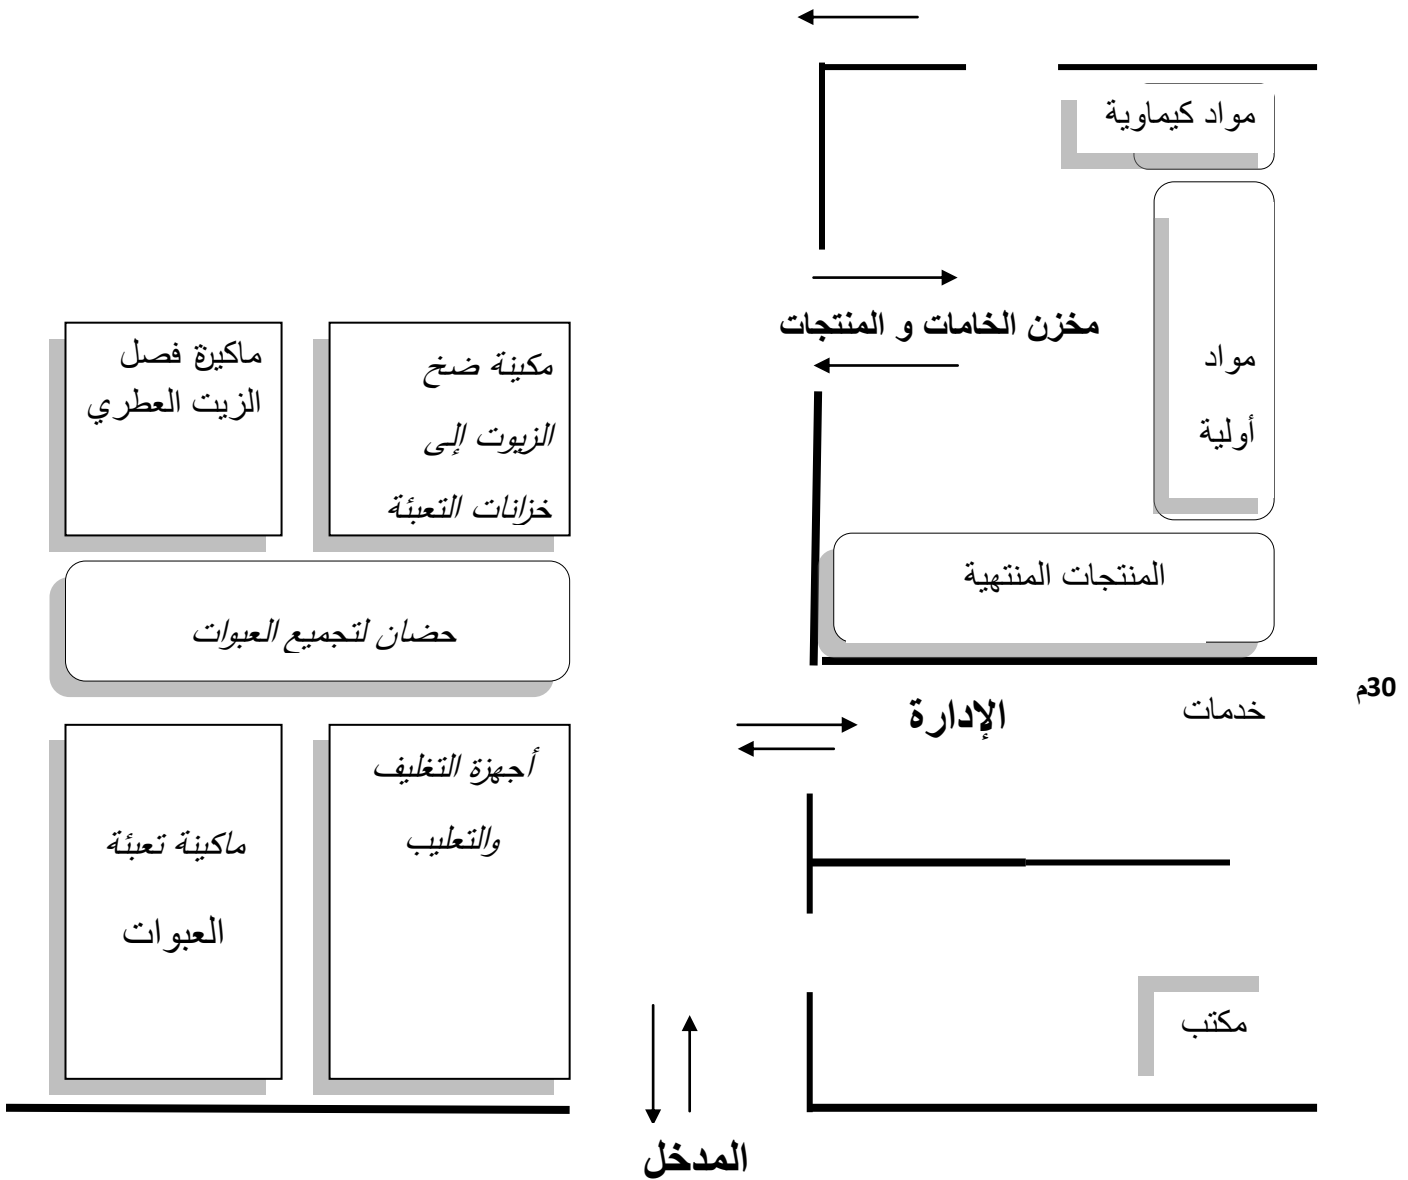 مواد كيماوية
مخزن الخامات و المنتجات
مواد
أولية
المنتجات المنتهية
ماكيرة فصل
الزيت العطري
مكينة ضخ
الزيوت إلى
خزانات التعبئة
حضان لتجميع العبوات
30م
خدمات
الإدارة
أجهزة التغليف
والتعليب
ماكينة تعبئة
العبوات
مكتب
المدخل